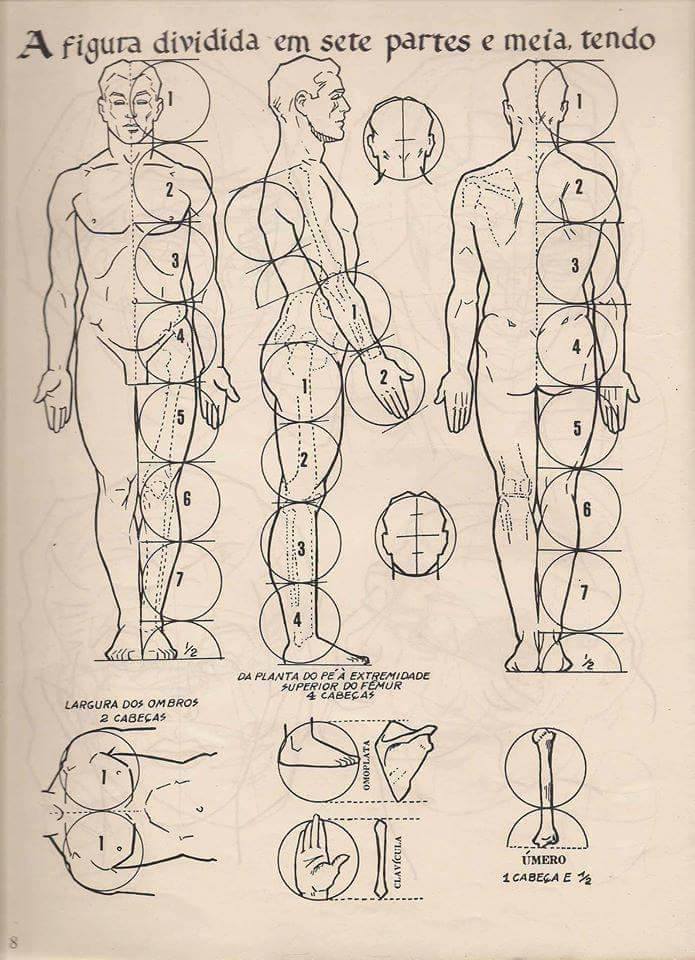 A figura dividida em sete partes e meia, tendo
1
2
3
4
5
6
7
1/2
1
2
1
2
3
4
1
2
3
4
5
6
7
1/2
DA PLANTA DO PÉ À EXTREMIDADE
SUPERIOR DO FÉMUR
4 CABEÇAS
LARGURA DOS OMBROS
2 CABEÇAS
1
1
OMOPLATA
CLAVÍCULA
ÚMERO
1 CABEÇA E 1/2
8